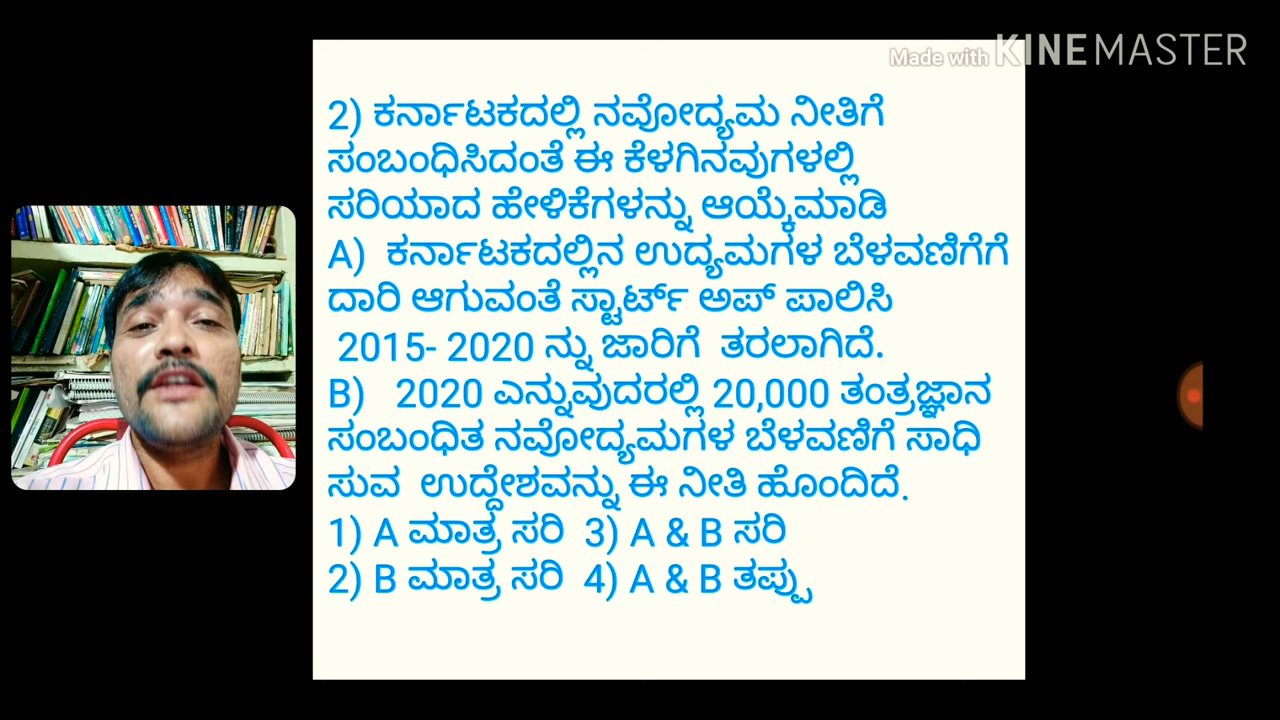 Made with KINEMASTER
2) ಕರ್ನಾಟಕದಲ್ಲಿ ನವೋದ್ಯಮ ನೀತಿಗೆ
ಸಂಬಂಧಿಸಿದಂತೆ ಈ ಕೆಳಗಿನವುಗಳಲ್ಲಿ
ಸರಿಯಾದ ಹೇಳಿಕೆಗಳನ್ನು ಆಯ್ಕೆಮಾಡಿ
A) ಕರ್ನಾಟಕದಲ್ಲಿನ ಉದ್ಯಮಗಳ ಬೆಳವಣಿಗೆಗೆ
ದಾರಿ ಆಗುವಂತೆ ಸ್ಟಾರ್ಟ್ ಅಪ್ ಪಾಲಿಸಿ
2015- 2020 ನ್ನು ಜಾರಿಗೆ ತರಲಾಗಿದೆ.
B) 2020 ಎನ್ನುವುದರಲ್ಲಿ 20,000 ತಂತ್ರಜ್ಞಾನ
ಸಂಬಂಧಿತ ನವೋದ್ಯಮಗಳ ಬೆಳವಣಿಗೆ ಸಾಧಿ
ಸುವ ಉದ್ದೇಶವನ್ನು ಈ ನೀತಿ ಹೊಂದಿದೆ.
1) A ಮಾತ್ರ ಸರಿ 3) A & B ಸರಿ
2) B ಮಾತ್ರ ಸರಿ 4) A & B ತಪ್ಪು